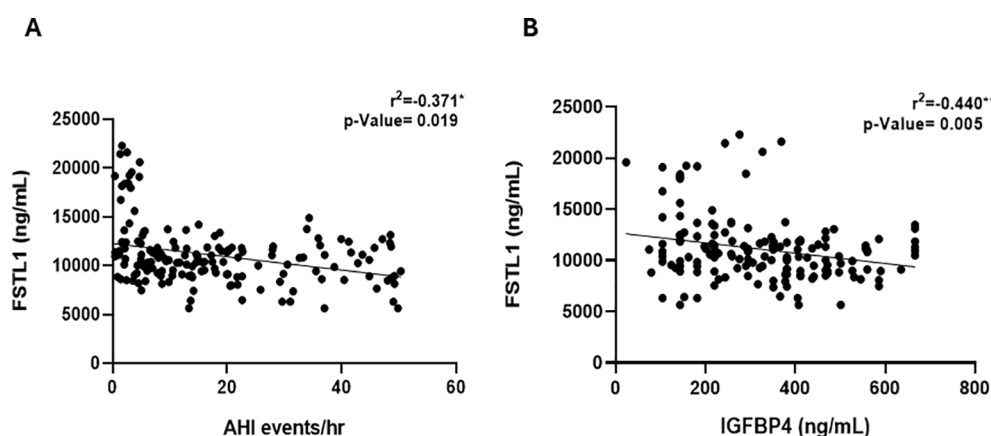 A
r²=-0.371*
p-Value= 0.019
25000
20000
15000
10000
5000
0
FSTL1 (ng/mL)
0 20 40 60
AHI events/hr
B
r²=-0.440*
p-Value= 0.005
25000
20000
15000
10000
5000
0
FSTL1 (ng/mL)
0 200 400 600 800
IGFBP4 (ng/mL)